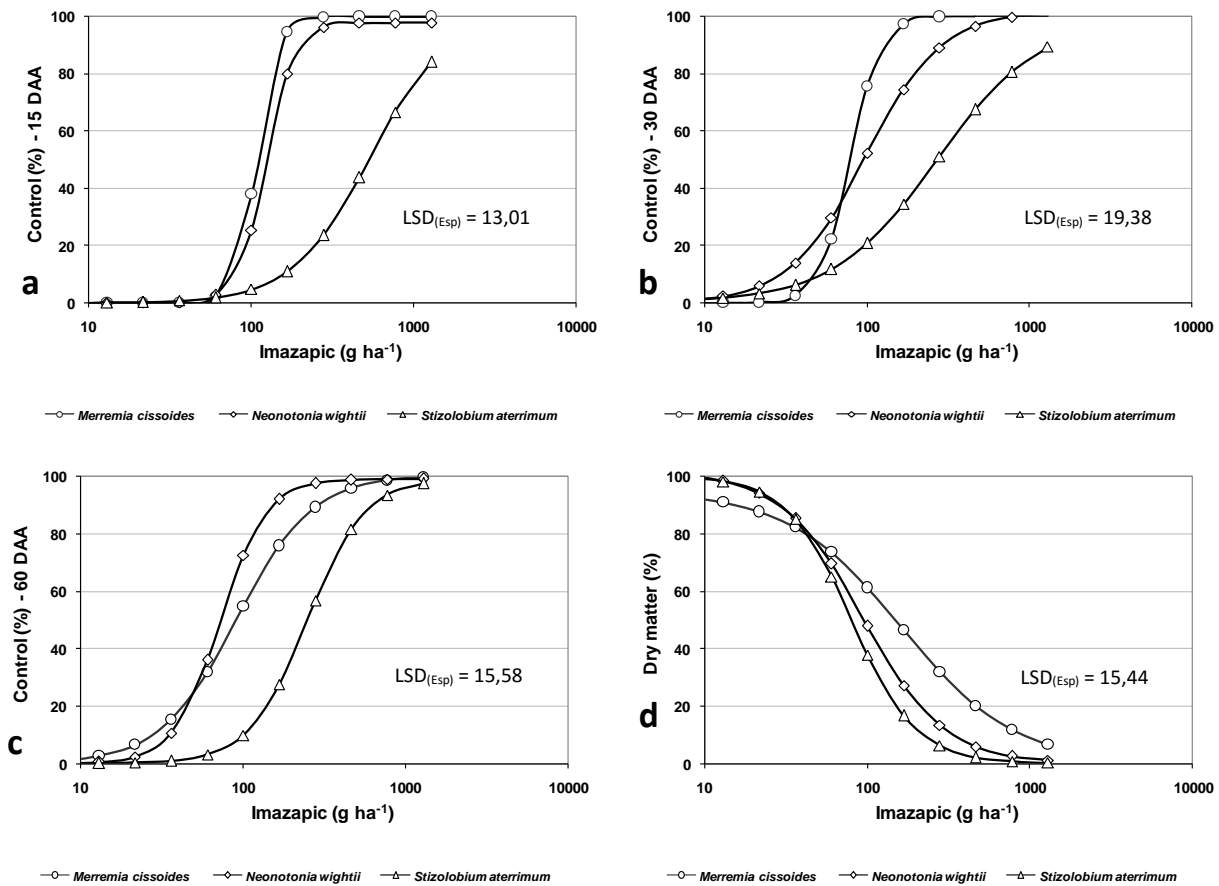 100
80
60
40
20
0
Control (%) - 15 DAA
LSD(Esp) = 13,01
a
10 100 1000 10000
Imazapic (g ha-1)
Merremia cissoides Neonotonia wightii Stizolobium aterrimum
100
80
60
40
20
0
Control (%) - 30 DAA
LSD(Esp) = 19,38
b
10 100 1000 10000
Imazapic (g ha-1)
Merremia cissoides Neonotonia wightii Stizolobium aterrimum
100
80
60
40
20
0
Control (%) - 60 DAA
LSD(Esp) = 15,58
c
10 100 1000 10000
Imazapic (g ha-1)
Merremia cissoides Neonotonia wightii Stizolobium aterrimum
100
80
60
40
20
0
Dry matter (%)
LSD(Esp) = 15,44
d
10 100 1000 10000
Imazapic (g ha-1)
Merremia cissoides Neonotonia wightii Stizolobium aterrimum